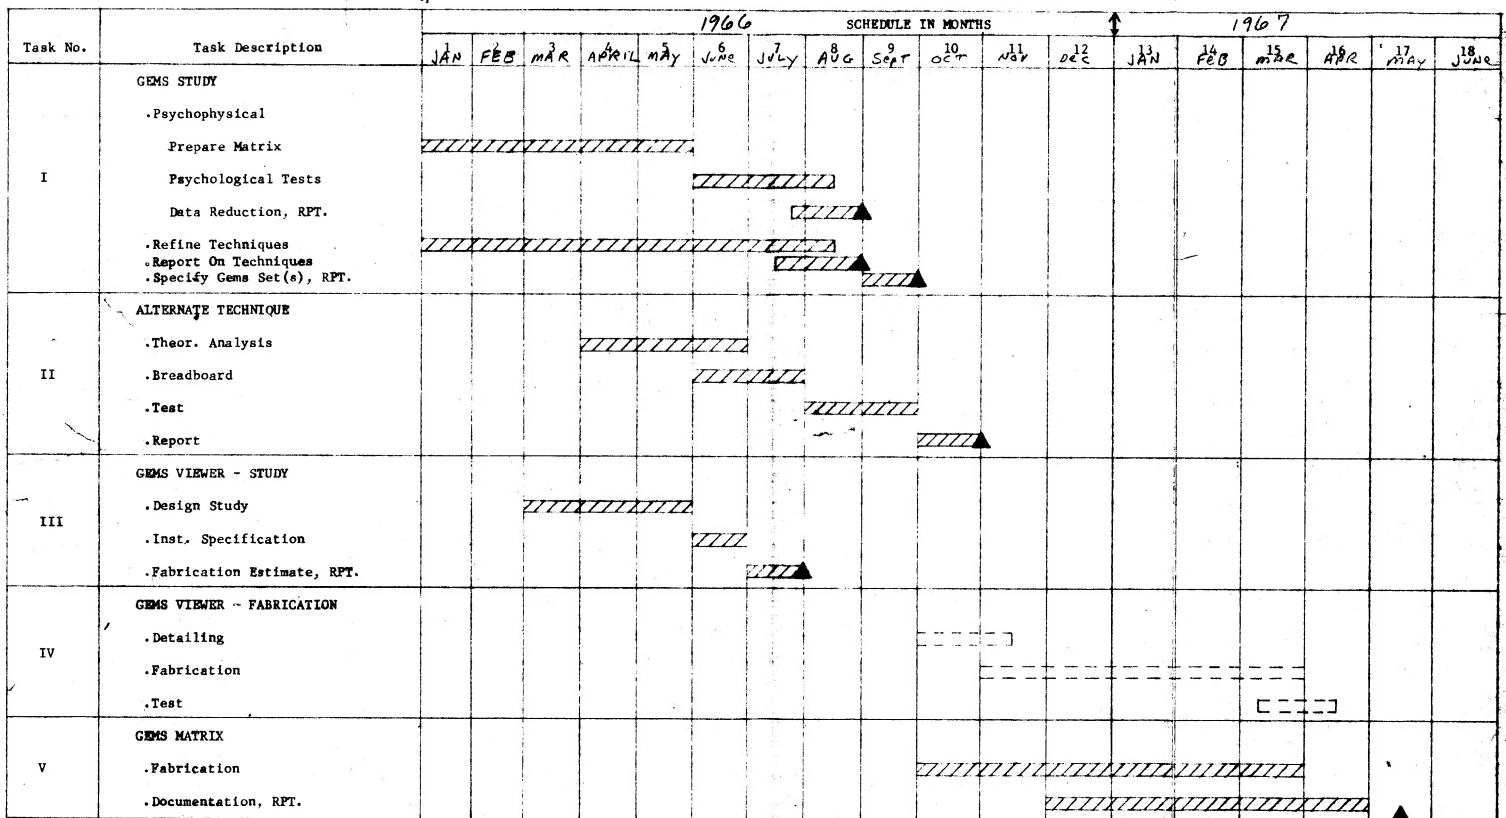 1966 SCHEDULE IN MONTHS 1967
Task No. Task Description 1 2 3 4 5 6 7 8 9 10 11 12 13 14 15 16 17 18
JAN FEB MAR APRIL MAY JUNE JULY AUG SEPT OCT NOV DEC JAN FEB MAR APR MAY JUNE
GEMS STUDY
.Psychophysical
Prepare Matrix
I Psychological Tests
Data Reduction, RPT.
.Refine Techniques
.Report On Techniques
.Specify Gems Set(s), RPT.
ALTERNATE TECHNIQUE
.Theor. Analysis
II .Breadboard
.Test
.Report
GEMS VIEWER - STUDY
.Design Study
III
.Inst. Specification
.Fabrication Estimate, RPT.
GEMS VIEWER - FABRICATION
.Detailing
IV
.Fabrication
.Test
GEMS MATRIX
V .Fabrication
.Documentation, RPT.